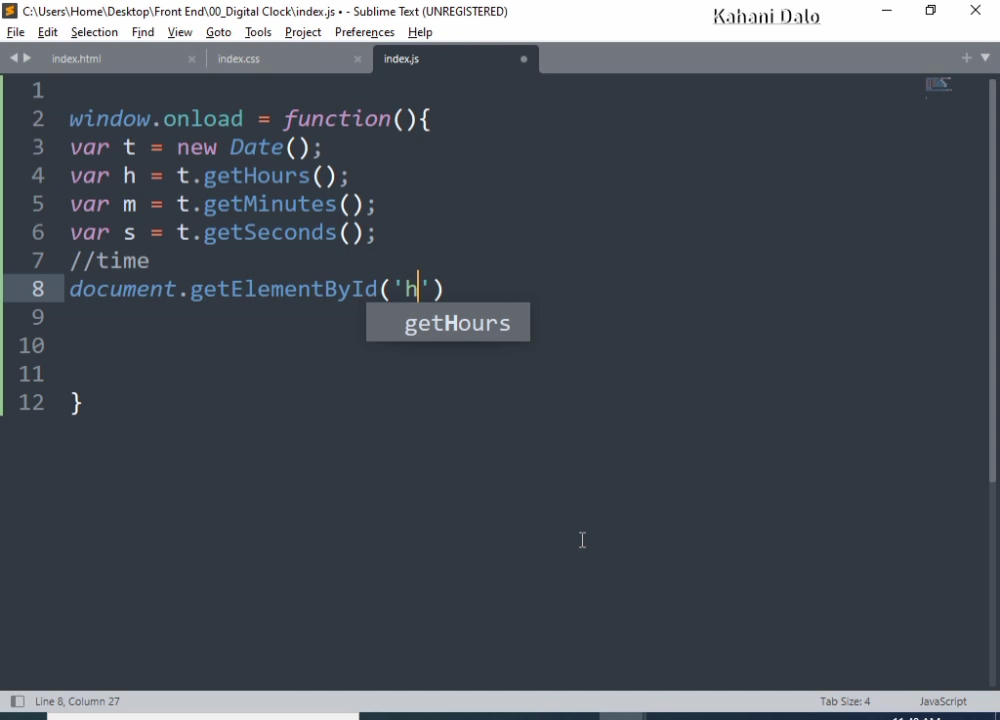 C:\Users\Home\Desktop\Front End\00_Digital Clock\index.js • - Sublime Text (UNREGISTERED)
Kahani Dalo
File Edit Selection Find View Goto Tools Project Preferences Help
index.html × index.css × index.js
1
2 window.onload = function(){
3 var t = new Date();
4 var h = t.getHours();
5 var m = t.getMinutes();
6 var s = t.getSeconds();
7 //time
8 document.getElementById('h')
getHours
9
10
11
12 }
Line 8, Column 27 Tab Size: 4 JavaScript